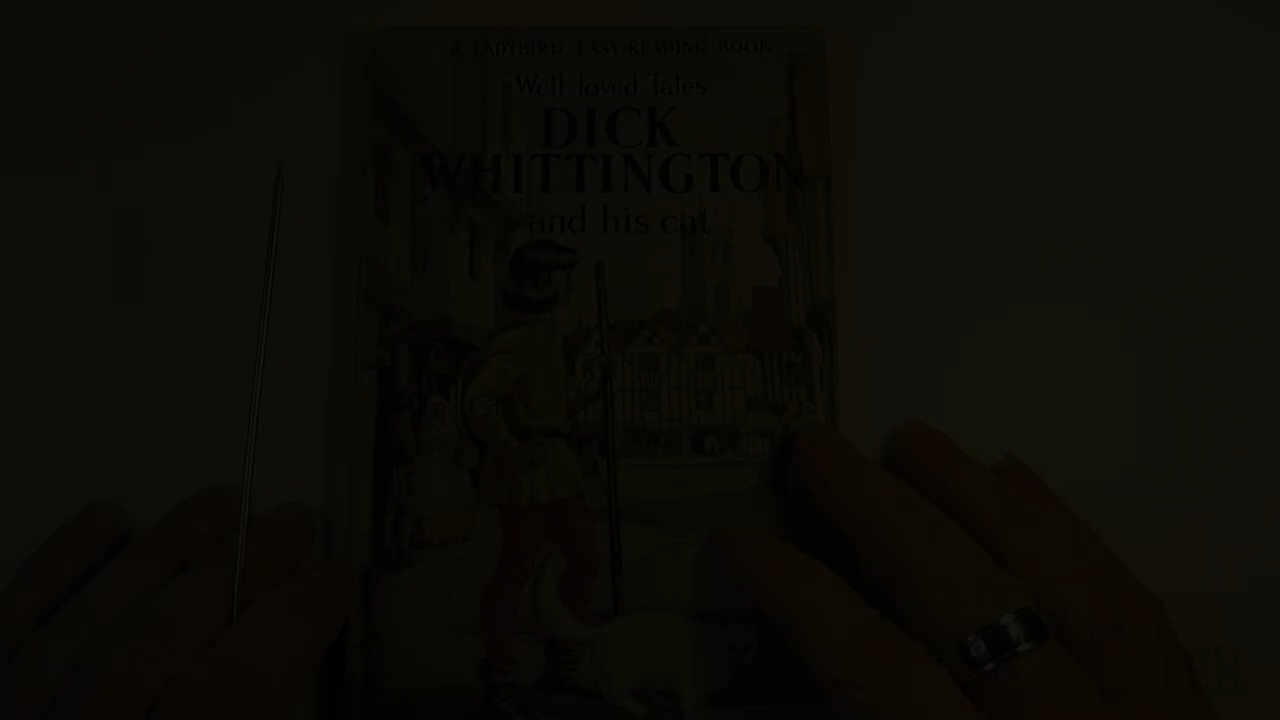 A LADYBIRD 'EASY-READING' BOOK
'Well-loved Tales'
DICK
WHITTINGTON
and his cat